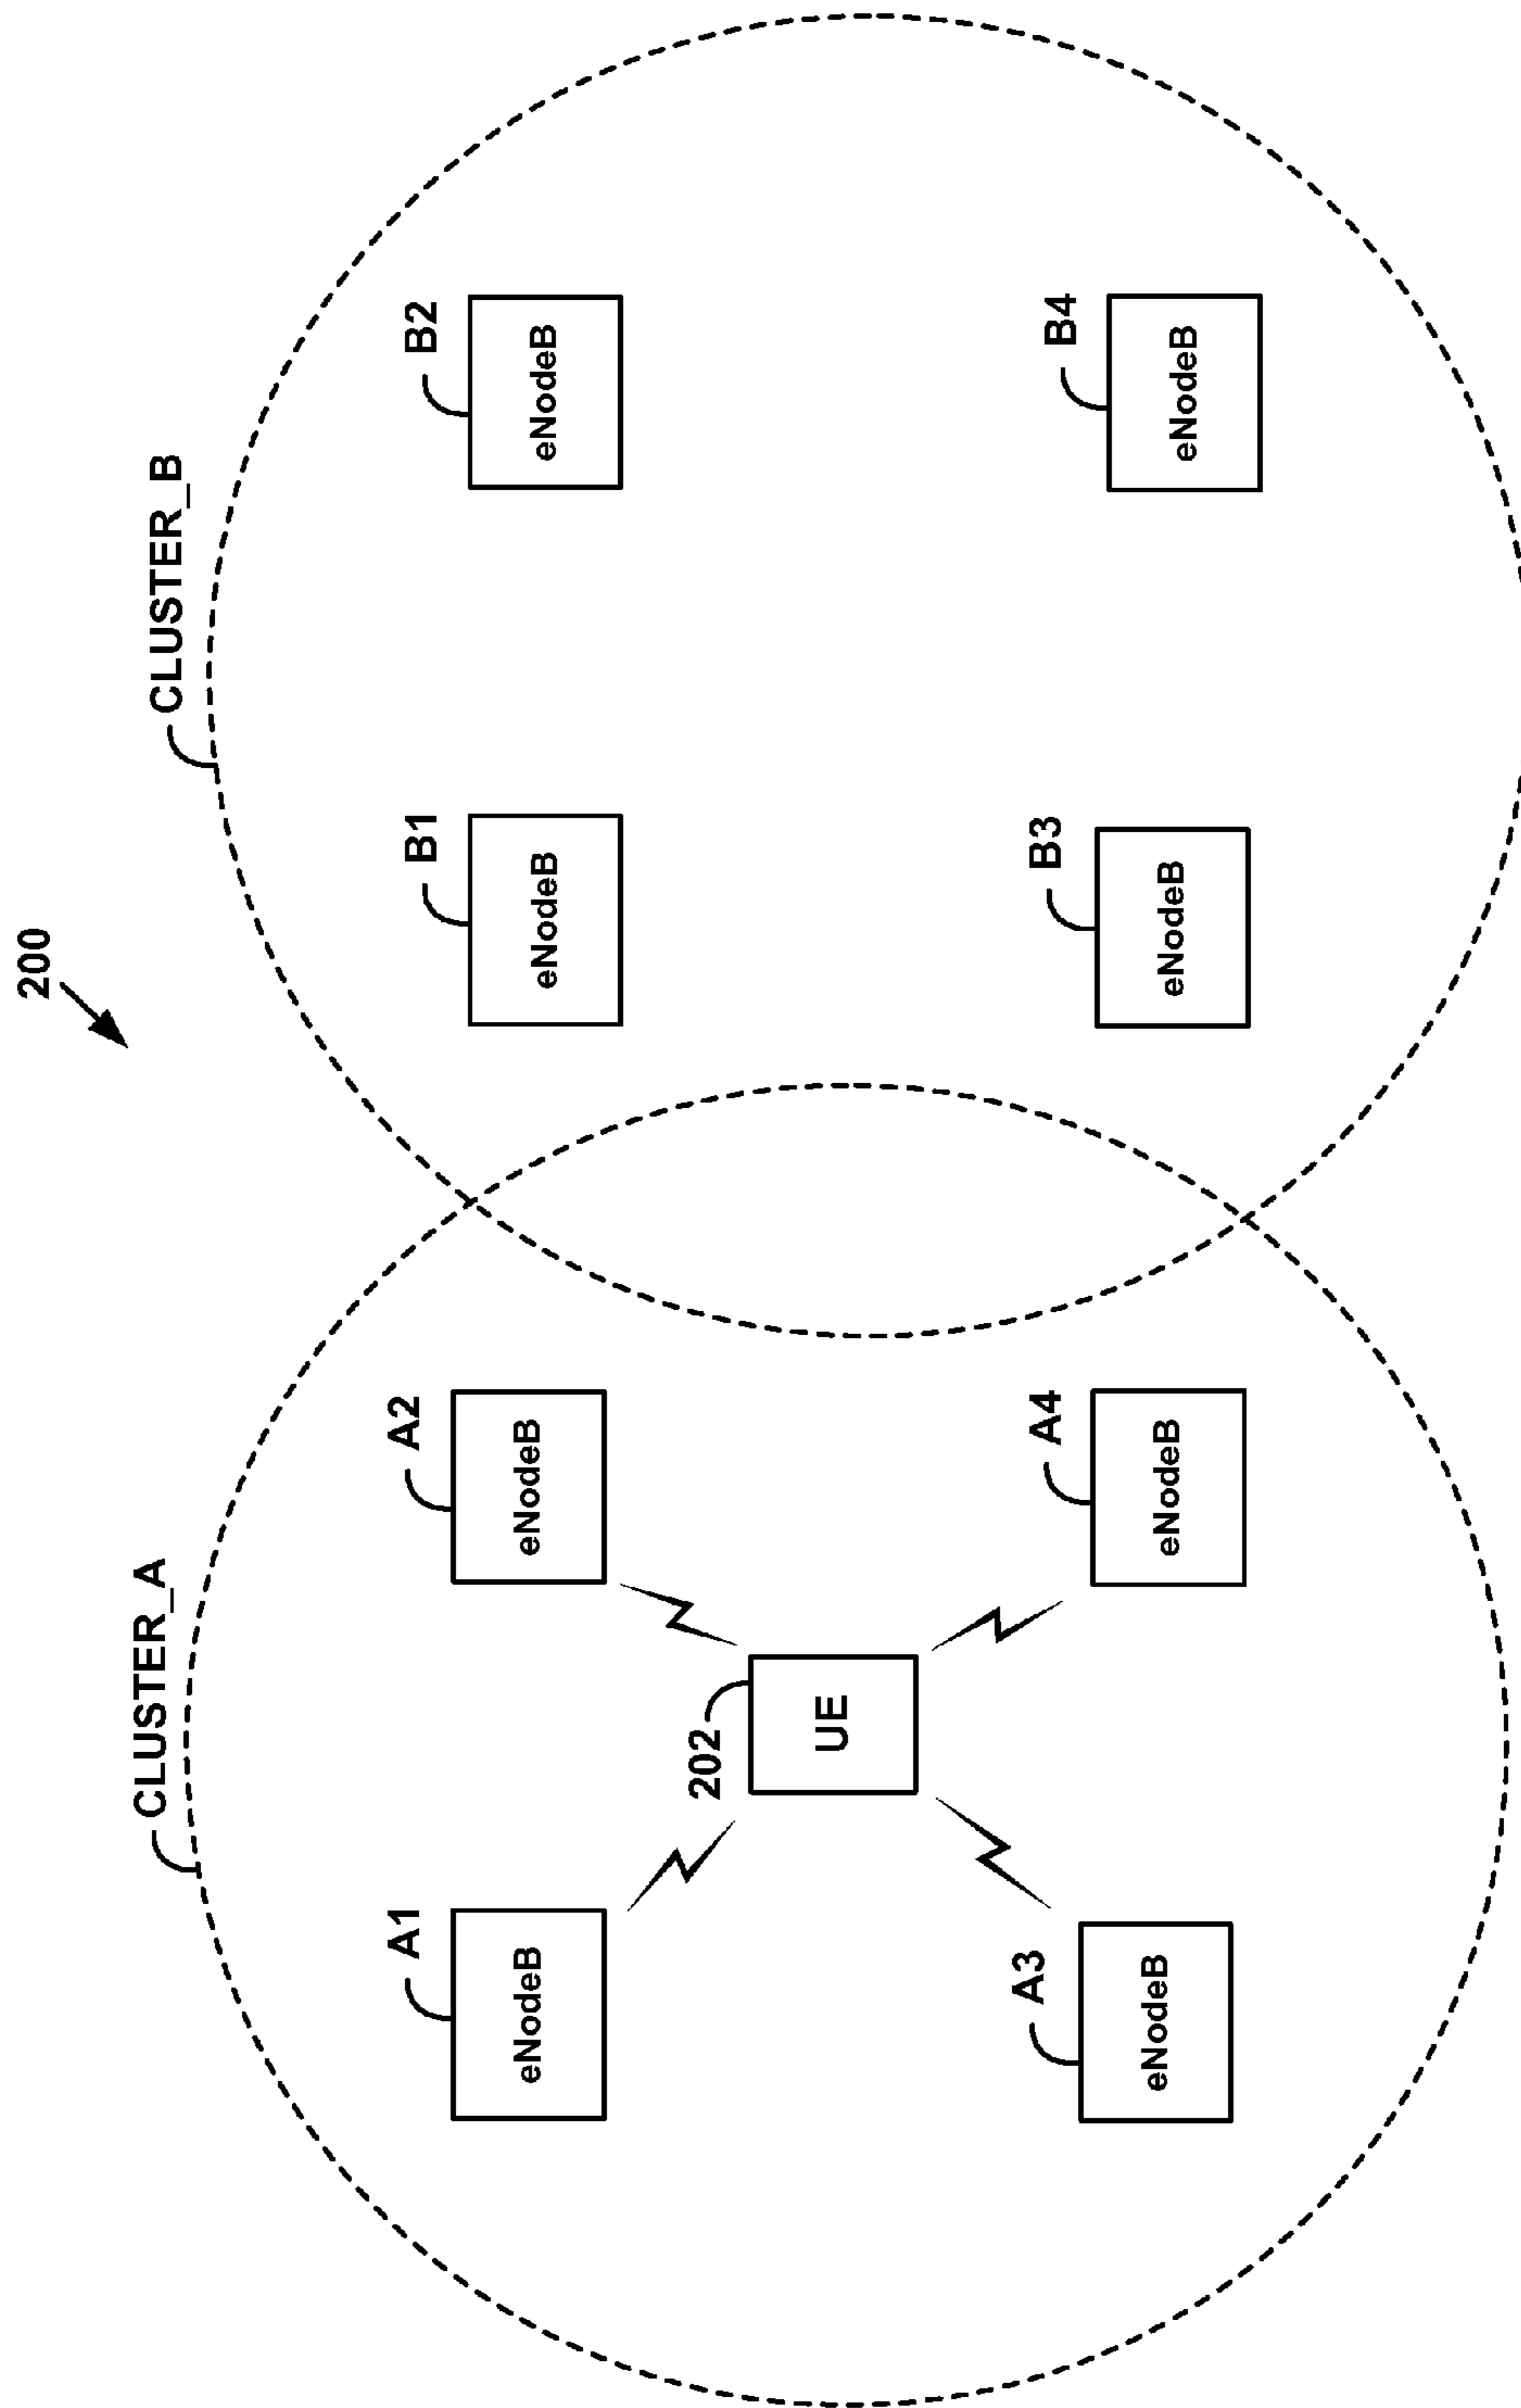 200
CLUSTER_A
CLUSTER_B
A1
eNodeB
A2
eNodeB
B1
eNodeB
B2
eNodeB
202
UE
A3
eNodeB
A4
eNodeB
B3
eNodeB
B4
eNodeB